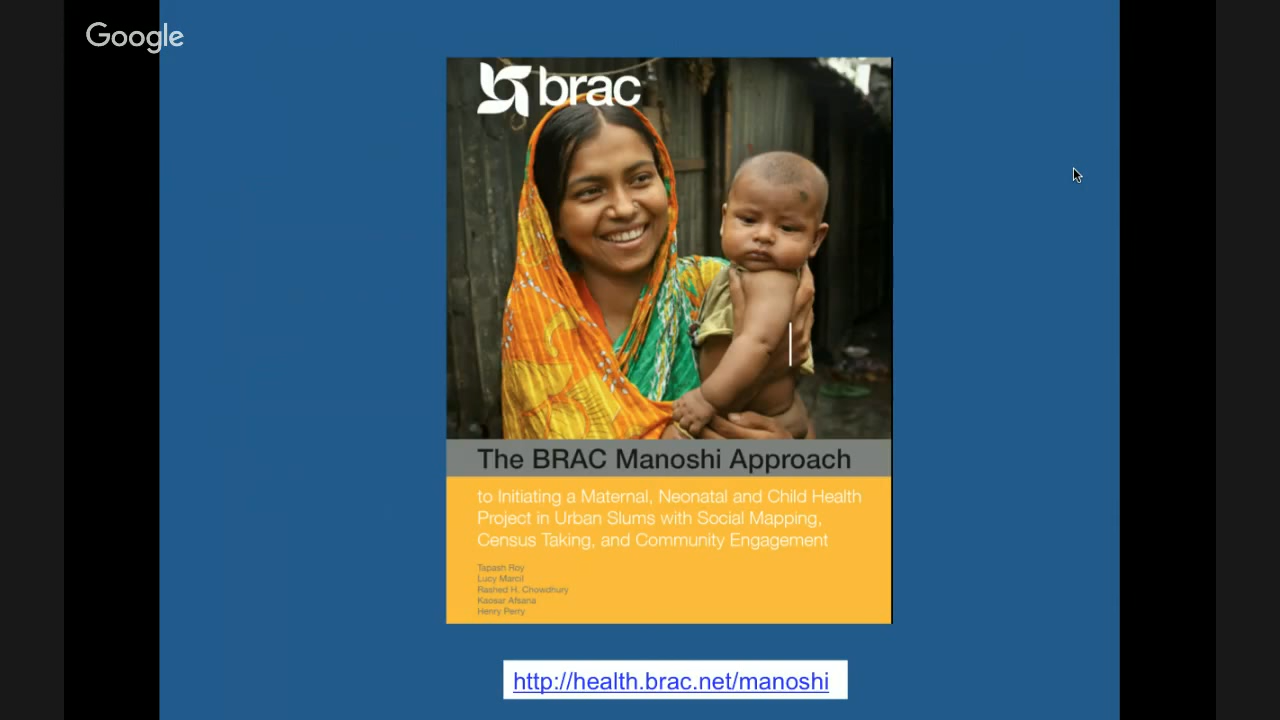 Google
brac
The BRAC Manoshi Approach
to Initiating a Maternal, Neonatal and Child Health
Project in Urban Slums with Social Mapping,
Census Taking, and Community Engagement
Tapash Roy
Lucy Marcil
Rashed H. Chowdhury
Kaosar Afsana
Henry Perry
http://health.brac.net/manoshi